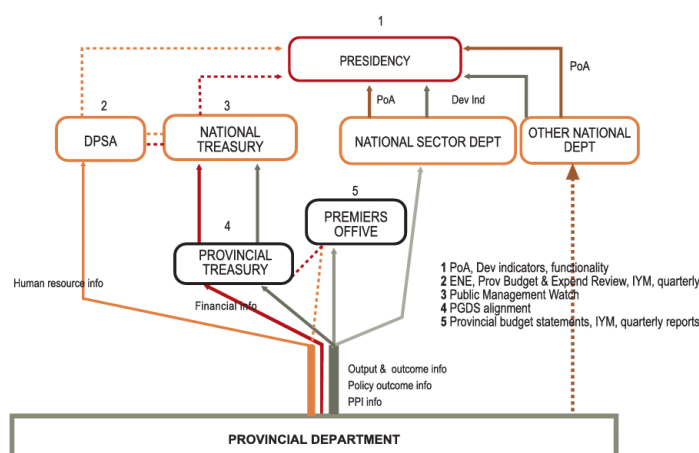 1
PRESIDENCY
PoA
PoA
Dev Ind
2
3
DPSA
NATIONAL
TREASURY
NATIONAL SECTOR DEPT
OTHER NATIONAL
DEPT
5
PREMIERS
OFFIVE
4
PROVINCIAL
TREASURY
Human resource info
Financial info
1 PoA, Dev indicators, functionality
2 ENE, Prov Budget & Expend Review, IYM, quarterly
3 Public Management Watch
4 PGDS alignment
5 Provincial budget statements, IYM, quarterly reports
Output & outcome info
Policy outcome info
PPI info
PROVINCIAL DEPARTMENT